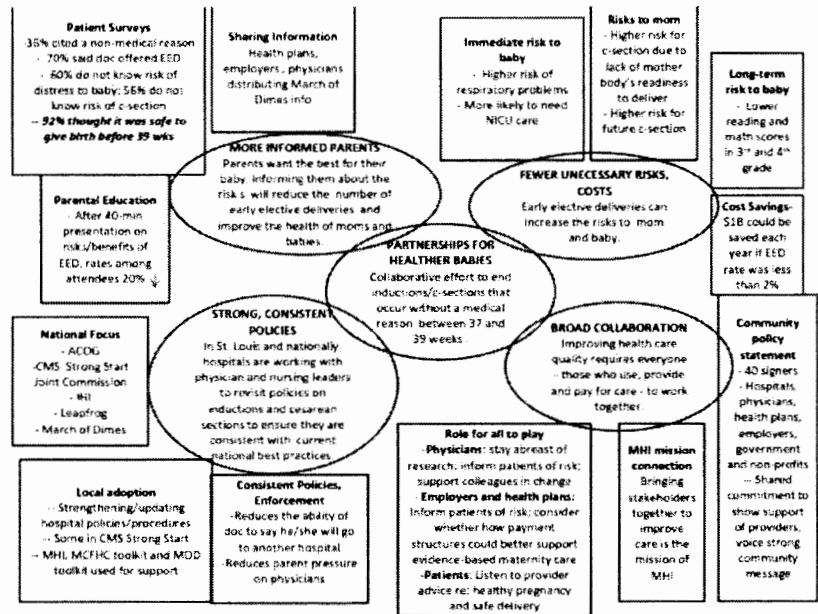 Patient Surveys
-36% cited a non-medical reason
- 70% said doc offered EED
- 60% do not know risk of
distress to baby; 56% do not
know risk of c-section
-- 92% thought it was safe to
give birth before 39 wks
Sharing Information
Health plans,
employers, physicians
distributing March of
Dimes info
Immediate risk to
baby
- Higher risk of
respiratory problems
- More likely to need
NICU care
Risks to mom
- Higher risk for
c-section due to
lack of mother
body's readiness
to deliver
- Higher risk for
future c-section
Long-term
risk to baby
- Lower
reading and
math scores
in 3rd and 4th
grade
MORE INFORMED PARENTS
Parents want the best for their
baby. Informing them about the
risks will reduce the number of
early elective deliveries and
improve the health of moms and
babies.
FEWER UNECESSARY RISKS,
COSTS
Early elective deliveries can
increase the risks to mom
and baby.
Parental Education
- After 40-min
presentation on
risks/benefits of
EED, rates among
attendees 20% ↓
Cost Savings-
$1B could be
saved each
year if EED
rate was less
than 2%
PARTNERSHIPS FOR
HEALTHIER BABIES
Collaborative effort to end
inductions/c-sections that
occur without a medical
reason between 37 and
39 weeks.
National Focus
- ACOG
-CMS Strong Start
Joint Commission
- IHI
- Leapfrog
- March of Dimes
STRONG, CONSISTENT
POLICIES
In St. Louis and nationally,
hospitals are working with
physician and nursing leaders
to revisit policies on
inductions and cesarean
sections to ensure they are
consistent with current
national best practices.
BROAD COLLABORATION
Improving health care
quality requires everyone
- those who use, provide
and pay for care - to work
together.
Community
policy
statement
- 40 signers
- Hospitals,
physicians,
health plans,
employers,
government
and non-profits
-- Shared
commitment to
show support
of providers,
voice strong
community
message
Local adoption
-- Strengthening/updating
hospital policies/procedures
-- Some in CMS Strong Start
-- MHI, MCFHC toolkit and MOD
toolkit used for support
Consistent Policies,
Enforcement
-Reduces the ability of
doc to say he/she will go
to another hospital
-Reduces parent pressure
on physicians
Role for all to play
-Physicians: stay abreast of
research; inform patients of risk;
support colleagues in change
- Employers and health plans:
Inform patients of risk; consider
whether how payment
structures could better support
evidence-based maternity care
- Patients: Listen to provider
advice re: healthy pregnancy
and safe delivery
MHI mission
connection
Bringing
stakeholders
together to
improve
care is the
mission of
MHI